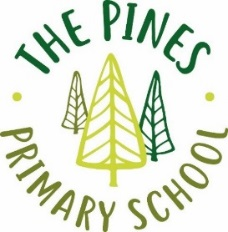 THE PINES
PRIMARY SCHOOL